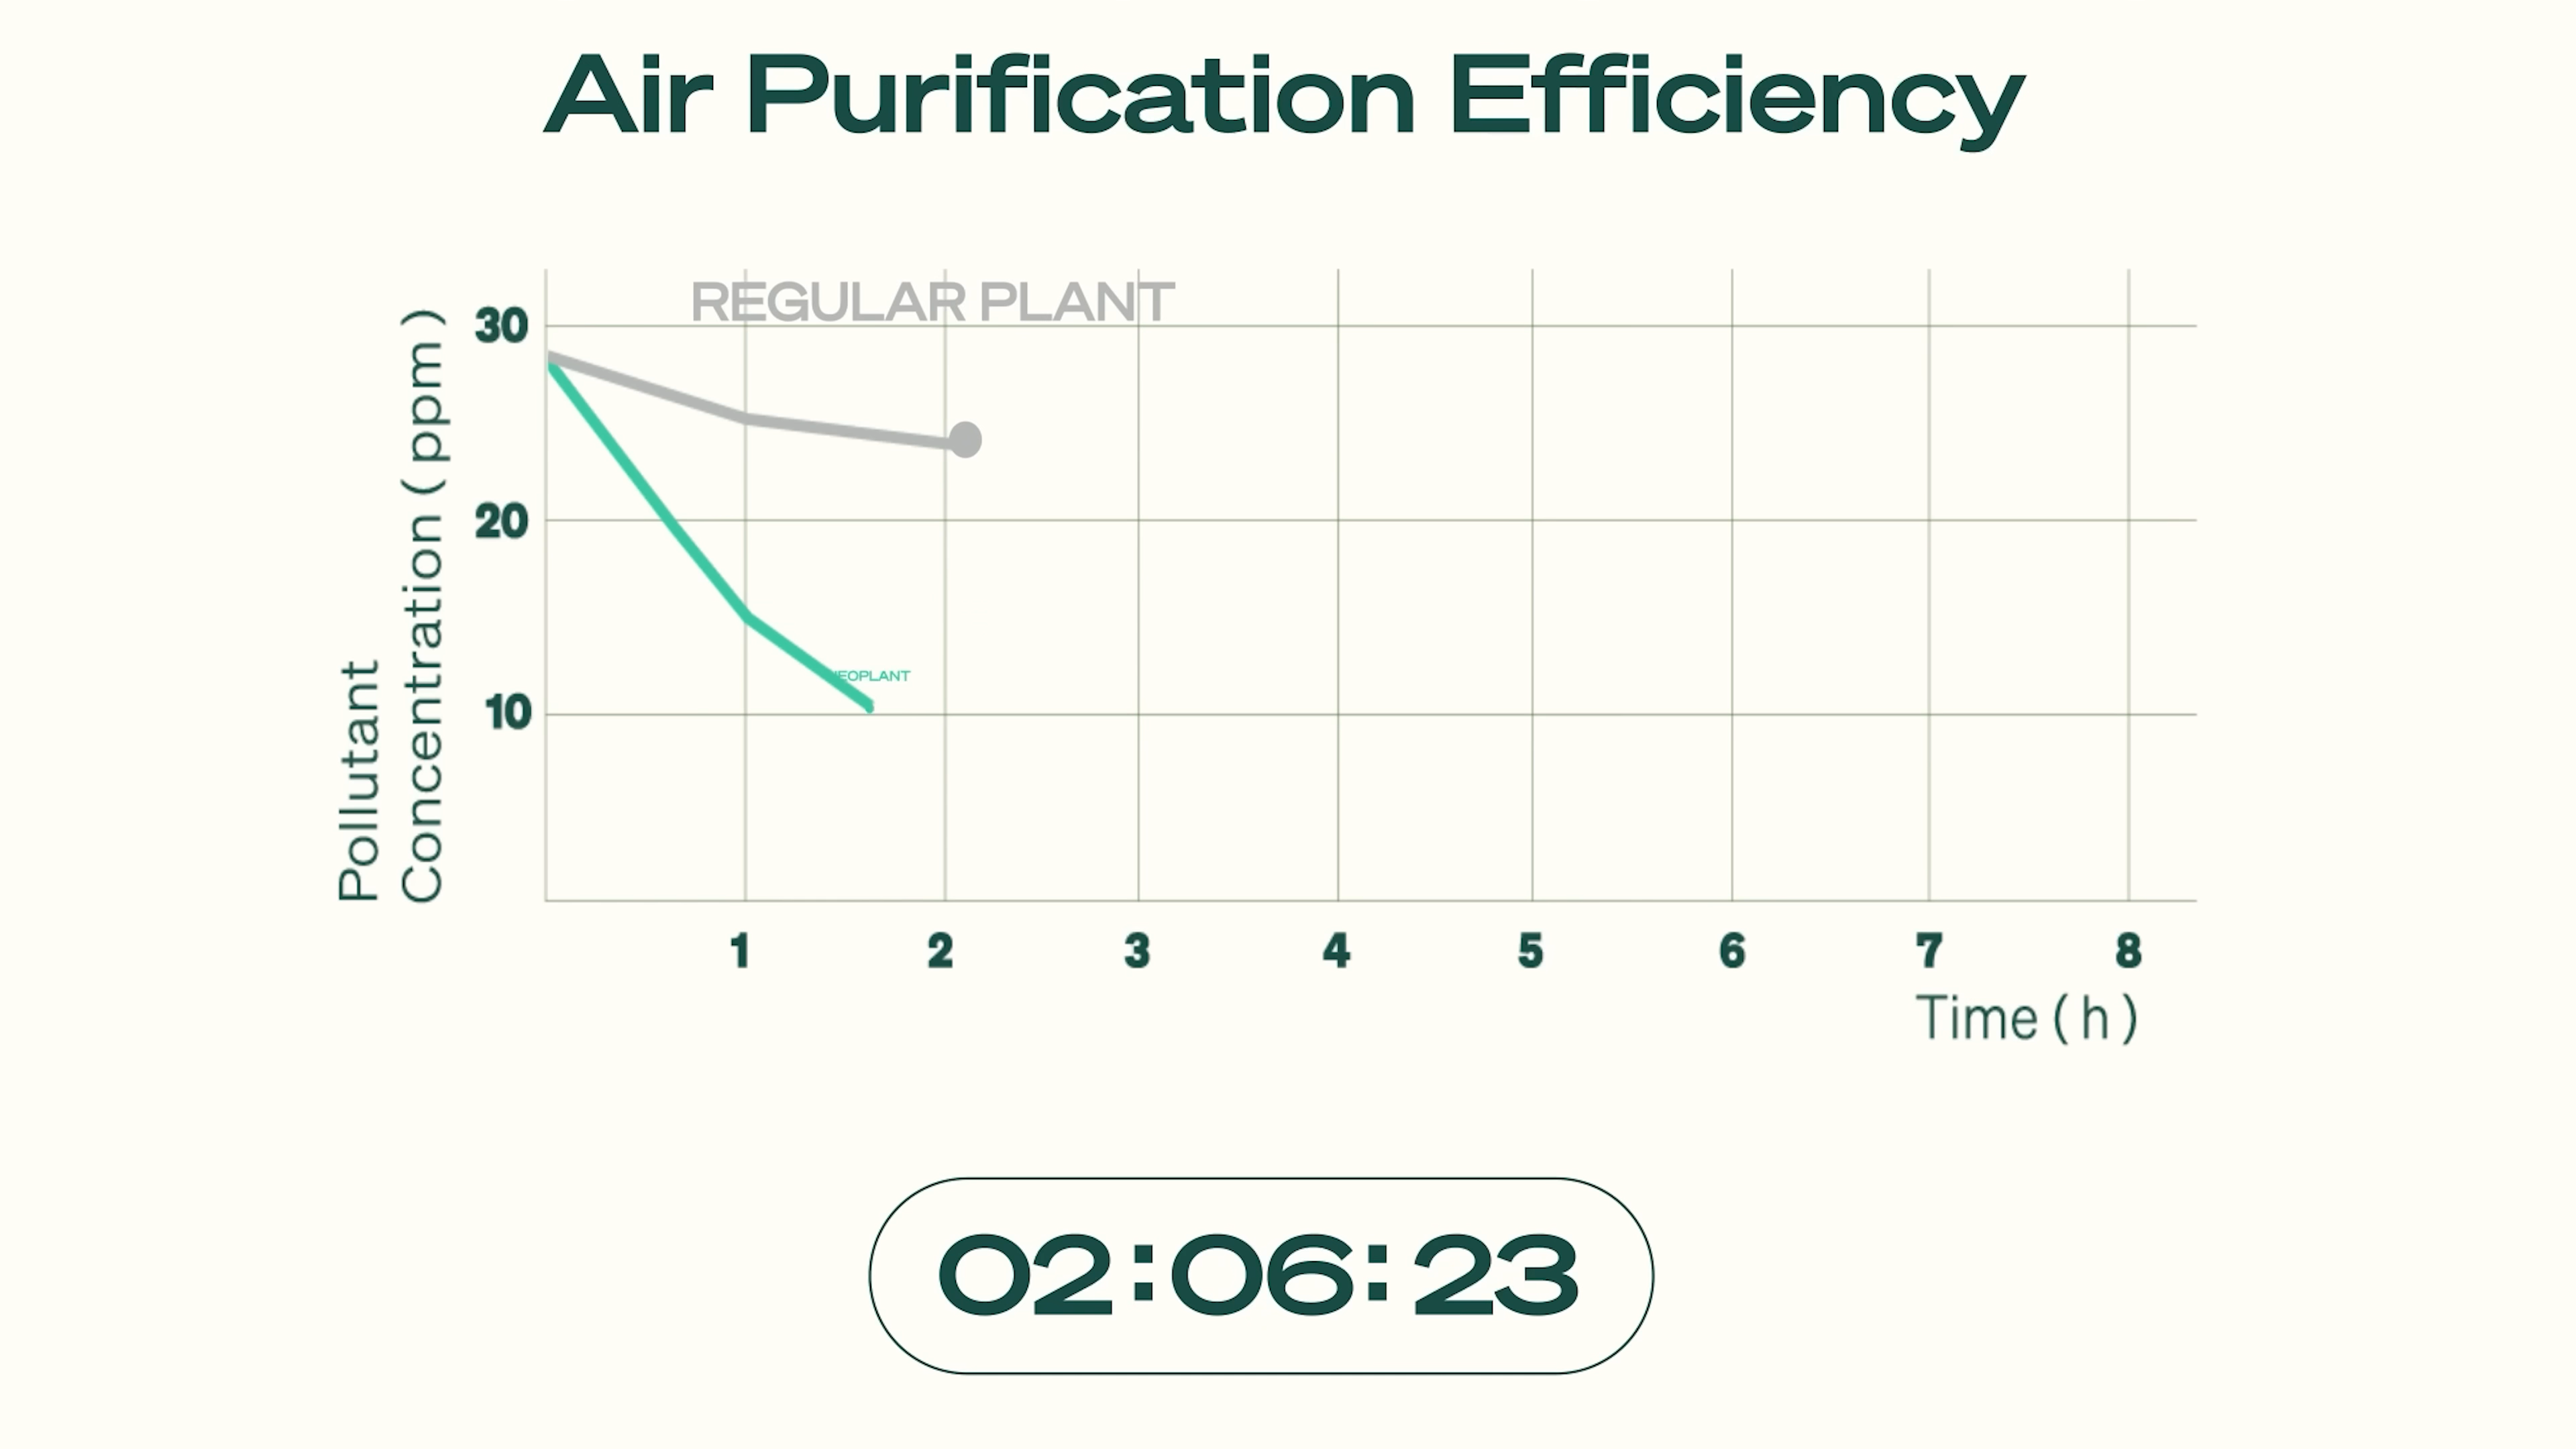 Air Purification Efficiency
REGULAR PLANT
Pollutant
Concentration ( ppm )
30
20
10
EOPLANT
1 2 3 4 5 6 7 8
Time ( h )
02:06:23